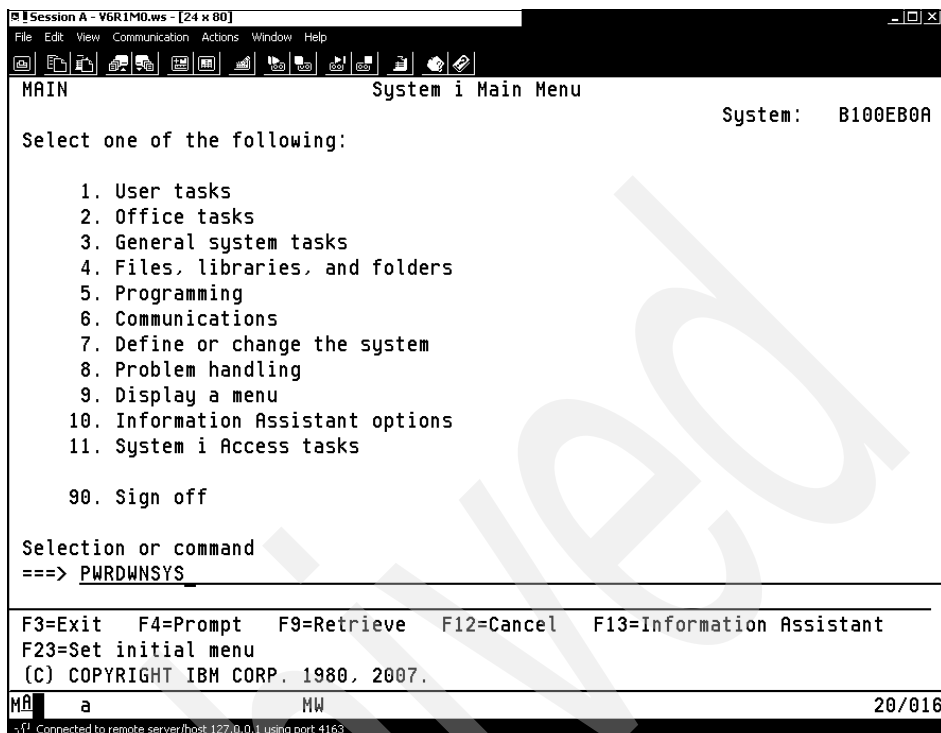 Session A - V6R1M0.ws - [24 x 80]
File Edit View Communication Actions Window Help
MAIN System i Main Menu
System: B100EB0A
Select one of the following:
1. User tasks
2. Office tasks
3. General system tasks
4. Files, libraries, and folders
5. Programming
6. Communications
7. Define or change the system
8. Problem handling
9. Display a menu
10. Information Assistant options
11. System i Access tasks
90. Sign off
Selection or command
===> PWRDWNSYS_
F3=Exit F4=Prompt F9=Retrieve F12=Cancel F13=Information Assistant
F23=Set initial menu
(C) COPYRIGHT IBM CORP. 1980, 2007.
MA a MW 20/016
Connected to remote server/host 127.0.0.1 using port 4163